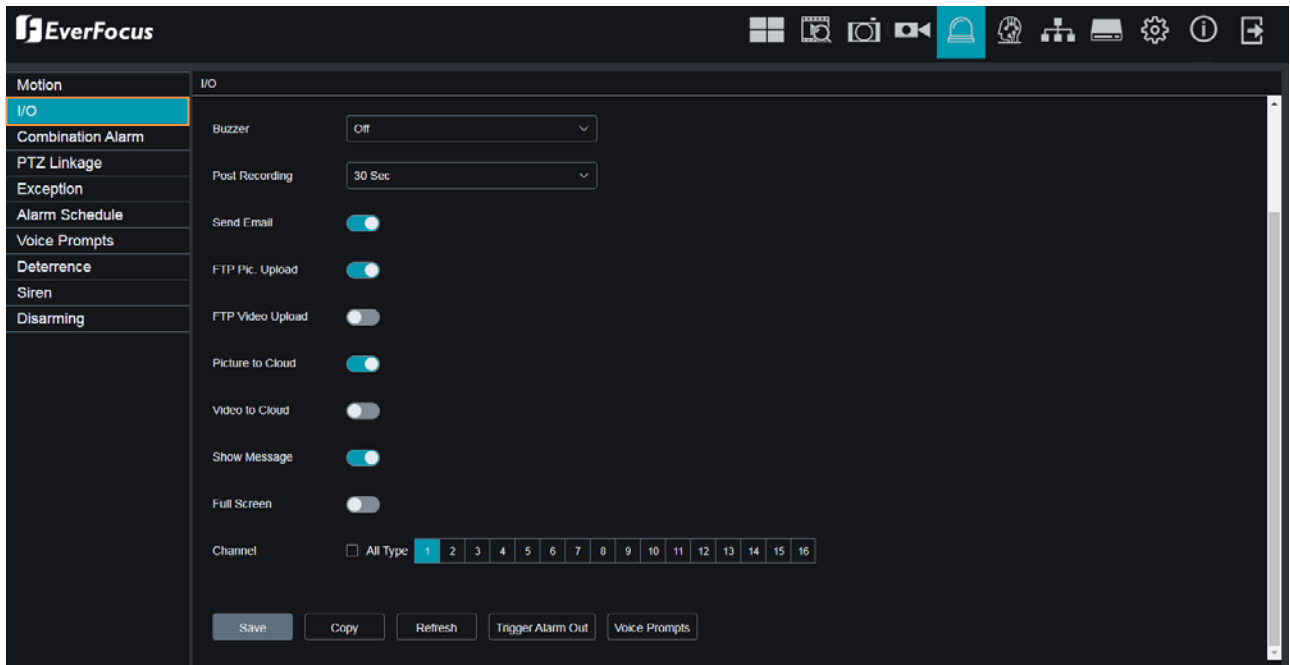 EverFocus
Motion
I/O
Combination Alarm
PTZ Linkage
Exception
Alarm Schedule
Voice Prompts
Deterrence
Siren
Disarming
I/O
Buzzer Off
Post Recording 30 Sec
Send Email
FTP Pic. Upload
FTP Video Upload
Picture to Cloud
Video to Cloud
Show Message
Full Screen
Channel All Type 1 2 3 4 5 6 7 8 9 10 11 12 13 14 15 16
Save Copy Refresh Trigger Alarm Out Voice Prompts